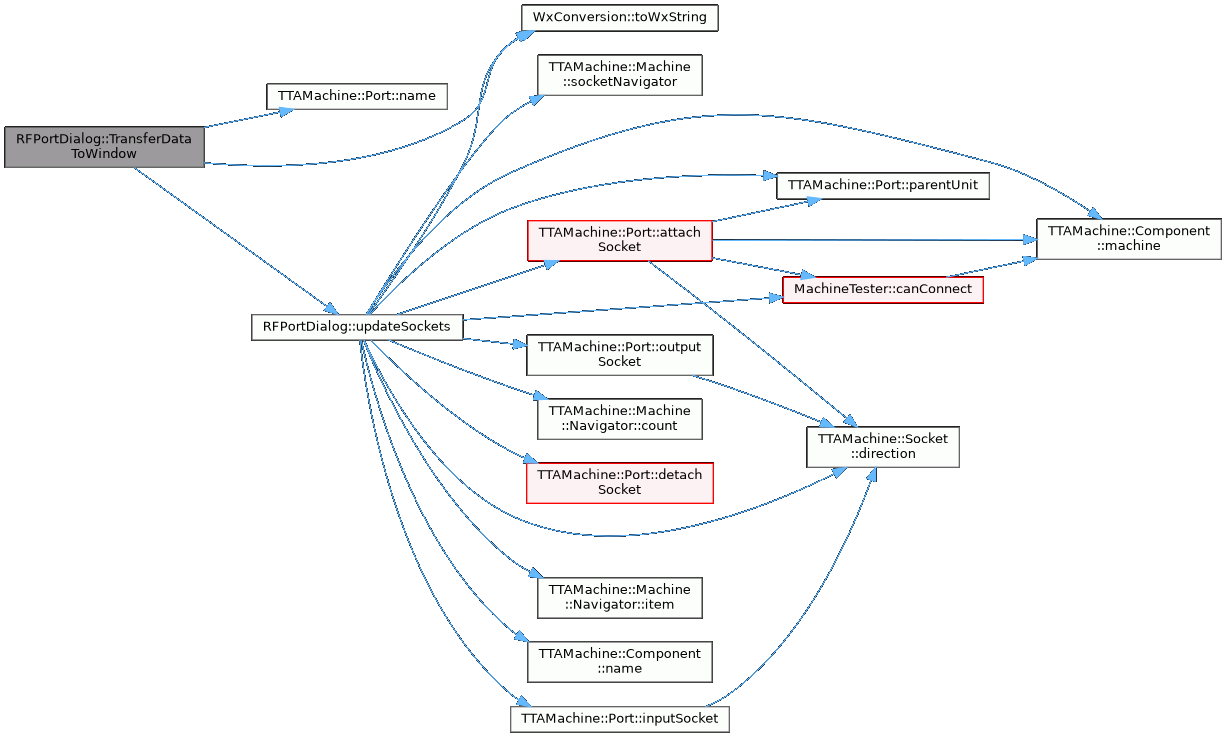 WxConversion::toWxString
TTAMachine::Machine
::socketNavigator
TTAMachine::Port::name
RFPortDialog::TransferData
ToWindow
TTAMachine::Port::parentUnit
TTAMachine::Port::attach
Socket
TTAMachine::Component
::machine
MachineTester::canConnect
RFPortDialog::updateSockets
TTAMachine::Port::output
Socket
TTAMachine::Machine
::Navigator::count
TTAMachine::Socket
::direction
TTAMachine::Port::detach
Socket
TTAMachine::Machine
::Navigator::item
TTAMachine::Component
::name
TTAMachine::Port::inputSocket